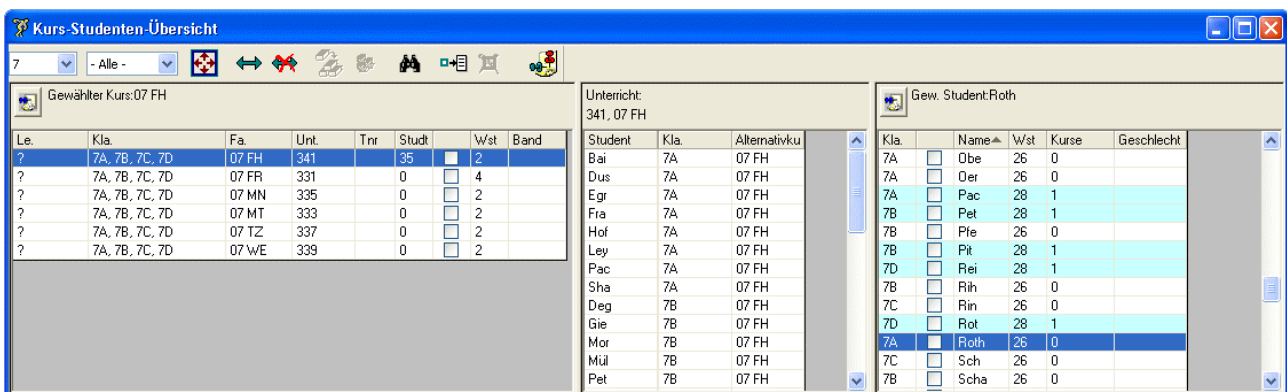 Kurs-Studenten-Übersicht
7 - Alle -
Gewählter Kurs:07 FH
Le. Kla. Fa. Unt. Tnr Studt Wst Band
? 7A, 7B, 7C, 7D 07 FH 341 35 2
? 7A, 7B, 7C, 7D 07 FR 331 0 4
? 7A, 7B, 7C, 7D 07 MN 335 0 2
? 7A, 7B, 7C, 7D 07 MT 333 0 2
? 7A, 7B, 7C, 7D 07 TZ 337 0 2
? 7A, 7B, 7C, 7D 07 WE 339 0 2
Unterricht:
341, 07 FH
Student Kla. Alternativku
Bai 7A 07 FH
Dus 7A 07 FH
Egr 7A 07 FH
Fra 7A 07 FH
Hof 7A 07 FH
Ley 7A 07 FH
Pac 7A 07 FH
Sha 7A 07 FH
Deg 7B 07 FH
Gie 7B 07 FH
Mor 7B 07 FH
Mül 7B 07 FH
Pet 7B 07 FH
Gew. Student:Roth
Kla. Name Wst Kurse Geschlecht
7A Obe 26 0
7A Oer 26 0
7A Pac 28 1
7B Pet 28 1
7B Pfe 26 0
7B Pit 28 1
7D Rei 28 1
7B Rih 26 0
7C Rin 26 0
7D Rot 28 1
7A Roth 26 0
7C Sch 26 0
7B Scha 26 0